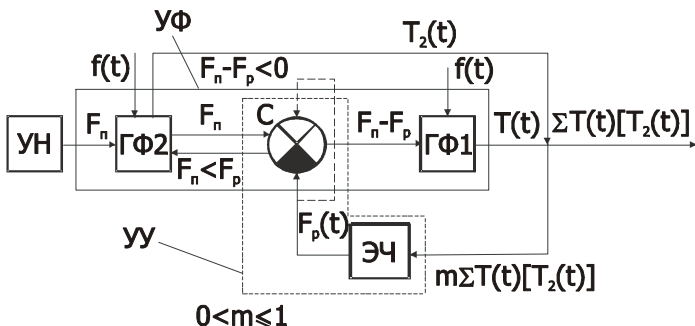 УФ
T₂(t)
f(t)
Fп-Fр<0
f(t)
УН
Fп
ГФ2
Fп
С
Fп-Fр
ГФ1
T(t)
ΣT(t)[T₂(t)]
Fп<Fр
УУ
Fр(t)
ЭЧ
mΣT(t)[T₂(t)]
0<m⩽1